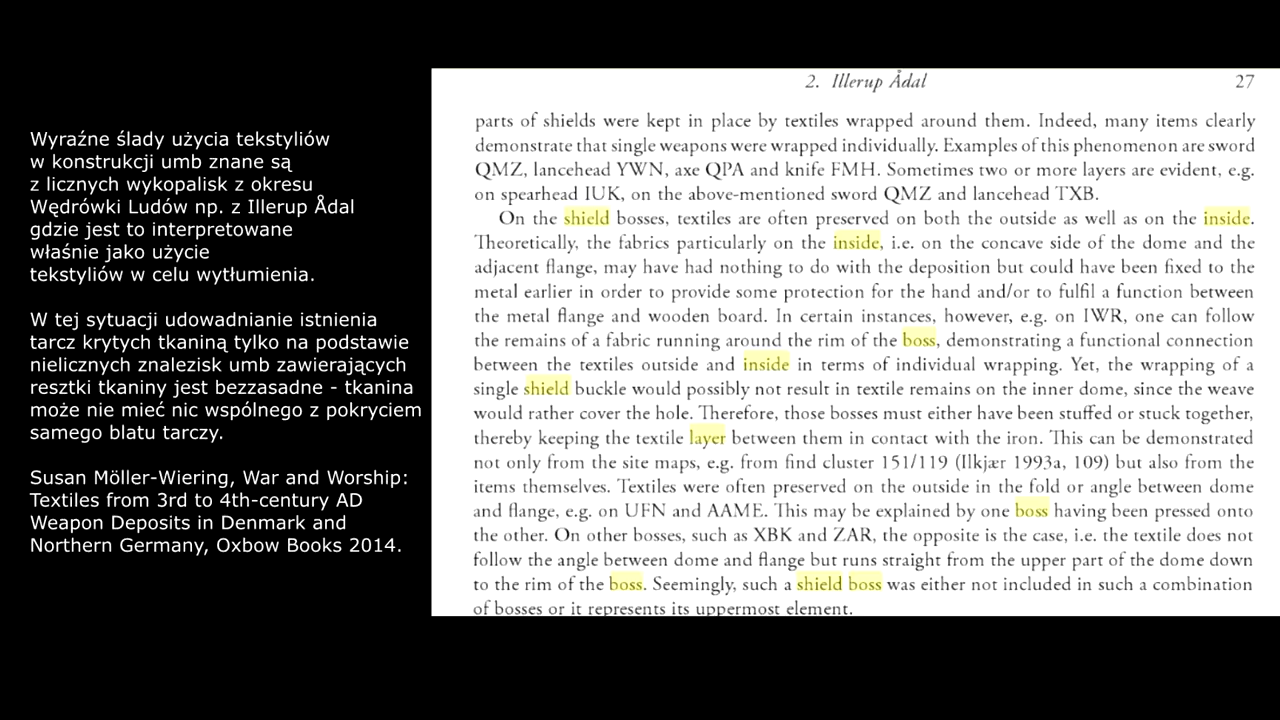 Wyraźne ślady użycia tekstyliów
w konstrukcji umb znane są
z licznych wykopalisk z okresu
Wędrówki Ludów np. z Illerup Ådal
gdzie jest to interpretowane
właśnie jako użycie
tekstyliów w celu wytłumienia.
W tej sytuacji udowadnianie istnienia
tarcz krytych tkaniną tylko na podstawie
nielicznych znalezisk umb zawierających
resztki tkaniny jest bezzasadne - tkanina
może nie mieć nic wspólnego z pokryciem
samego blatu tarczy.
Susan Möller-Wiering, War and Worship:
Textiles from 3rd to 4th-century AD
Weapon Deposits in Denmark and
Northern Germany, Oxbow Books 2014.
2. Illerup Ådal 27
parts of shields were kept in place by textiles wrapped around them. Indeed, many items clearly
demonstrate that single weapons were wrapped individually. Examples of this phenomenon are sword
QMZ, lancehead YWN, axe QPA and knife FMH. Sometimes two or more layers are evident, e.g.
on spearhead IUK, on the above-mentioned sword QMZ and lancehead TXB.
On the shield bosses, textiles are often preserved on both the outside as well as on the inside.
Theoretically, the fabrics particularly on the inside, i.e. on the concave side of the dome and the
adjacent flange, may have had nothing to do with the deposition but could have been fixed to the
metal earlier in order to provide some protection for the hand and/or to fulfil a function between
the metal flange and wooden board. In certain instances, however, e.g. on IWR, one can follow
the remains of a fabric running around the rim of the boss, demonstrating a functional connection
between the textiles outside and inside in terms of individual wrapping. Yet, the wrapping of a
single shield buckle would possibly not result in textile remains on the inner dome, since the weave
would rather cover the hole. Therefore, those bosses must either have been stuffed or stuck together,
thereby keeping the textile layer between them in contact with the iron. This can be demonstrated
not only from the site maps, e.g. from find cluster 151/119 (Ilkjær 1993a, 109) but also from the
items themselves. Textiles were often preserved on the outside in the fold or angle between dome
and flange, e.g. on UFN and AAME. This may be explained by one boss having been pressed onto
the other. On other bosses, such as XBK and ZAR, the opposite is the case, i.e. the textile does not
follow the angle between dome and flange but runs straight from the upper part of the dome down
to the rim of the boss. Seemingly, such a shield boss was either not included in such a combination
of bosses or it represents its uppermost element.